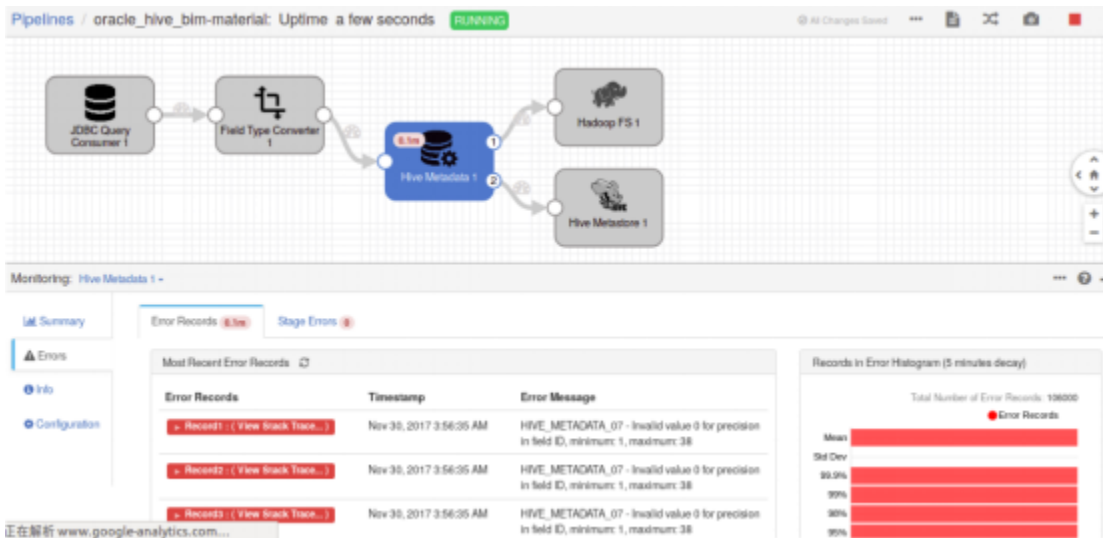 Pipelines / oracle_hive_bim-material: Uptime a few seconds RUNNING
All Changes Saved
JDBC Query
Consumer 1
Field Type Converter
1
0.1m
Hive Metadata 1
1
2
Hadoop FS 1
Hive Metastore 1
Monitoring: Hive Metadata 1
Summary
Errors
Info
Configuration
Error Records 0.1m
Stage Errors 0
Most Recent Error Records
Error Records Timestamp Error Message
Record1 : ( View Stack Trace... ) Nov 30, 2017 3:56:35 AM HIVE_METADATA_07 - Invalid value 0 for precision
in field ID, minimum: 1, maximum: 38
Record2 : ( View Stack Trace... ) Nov 30, 2017 3:56:35 AM HIVE_METADATA_07 - Invalid value 0 for precision
in field ID, minimum: 1, maximum: 38
Record3 : ( View Stack Trace... ) Nov 30, 2017 3:56:35 AM HIVE_METADATA_07 - Invalid value 0 for precision
in field ID, minimum: 1, maximum: 38
Records in Error Histogram (5 minutes decay)
Total Number of Error Records: 106000
Error Records
Mean
Std Dev
99.9%
99%
98%
95%
正在解析 www.google-analytics.com...